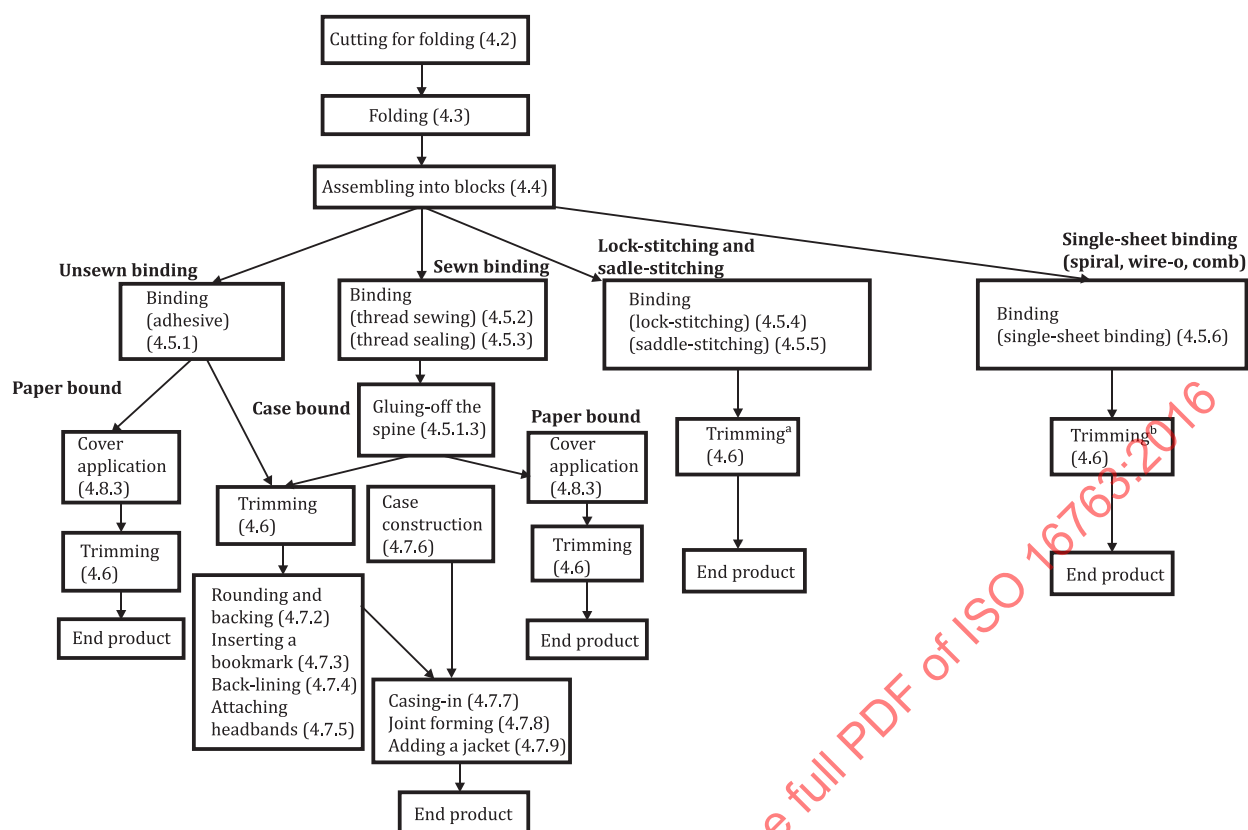 Cutting for folding (4.2)
Folding (4.3)
Assembling into blocks (4.4)
Unsewn binding
Binding
(adhesive)
(4.5.1)
Sewn binding
Binding
(thread sewing) (4.5.2)
(thread sealing) (4.5.3)
Lock-stitching and
sadle-stitching
Binding
(lock-stitching) (4.5.4)
(saddle-stitching) (4.5.5)
Single-sheet binding
(spiral, wire-o, comb)
Binding
(single-sheet binding) (4.5.6)
Paper bound
Cover
application
(4.8.3)
Trimming
(4.6)
End product
Case bound
Gluing-off the
spine
(4.5.1.3)
Trimming
(4.6)
Rounding and
backing (4.7.2)
Inserting a
bookmark (4.7.3)
Back-lining (4.7.4)
Attaching
headbands (4.7.5)
Case
construction
(4.7.6)
Casing-in (4.7.7)
Joint forming (4.7.8)
Adding a jacket (4.7.9)
End product
Paper bound
Cover
application
(4.8.3)
Trimming
(4.6)
End product
Trimmingᵃ
(4.6)
End product
Trimmingᵇ
(4.6)
End product
full PDF of ISO 16763:2016